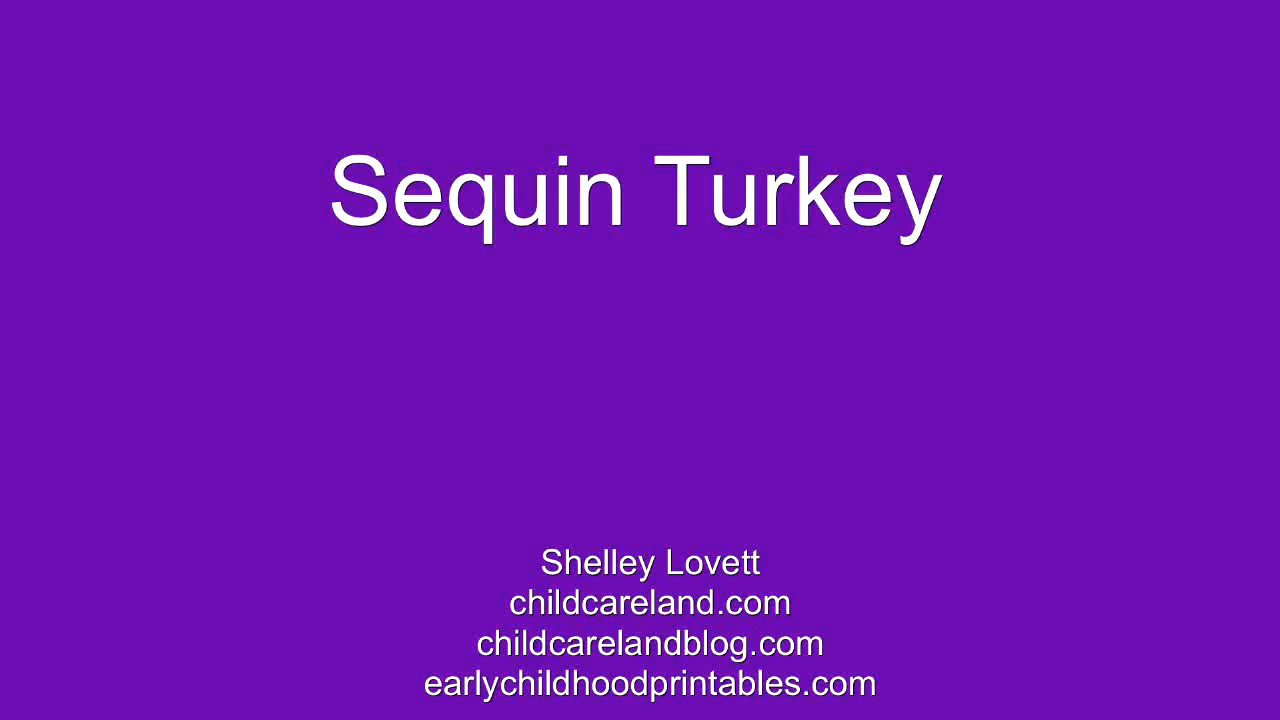 Sequin Turkey
Shelley Lovett
childcareland.com
childcarelandblog.com
earlychildhoodprintables.com